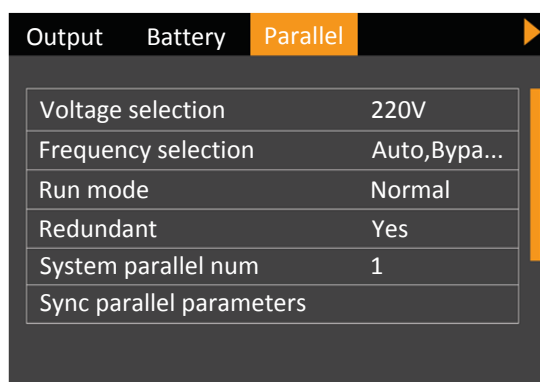 Output Battery Parallel
Voltage selection 220V
Frequency selection Auto,Bypa...
Run mode Normal
Redundant Yes
System parallel num 1
Sync parallel parameters